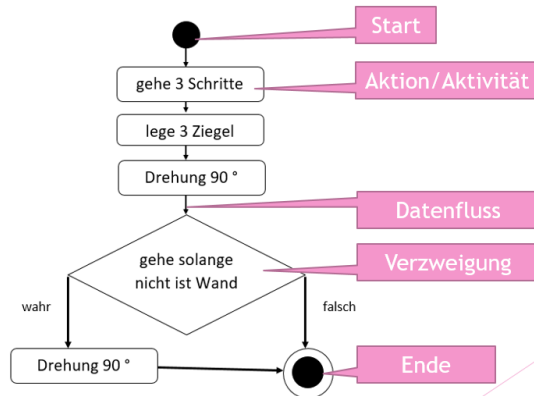 Start
gehe 3 Schritte
Aktion/Aktivität
lege 3 Ziegel
Drehung 90 °
Datenfluss
gehe solange
nicht ist Wand
Verzweigung
wahr
falsch
Drehung 90 °
Ende